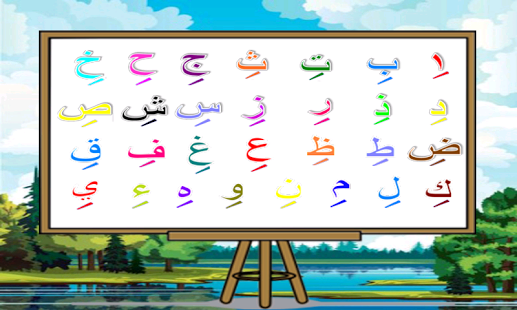 اِ بِ تِ ثِ جِ حِ خِ
دِ ذِ رِ زِ سِ شِ صِ
ضِ طِ ظِ عِ غِ فِ قِ
كِ لِ مِ نِ وِ هِ ءِ يِ